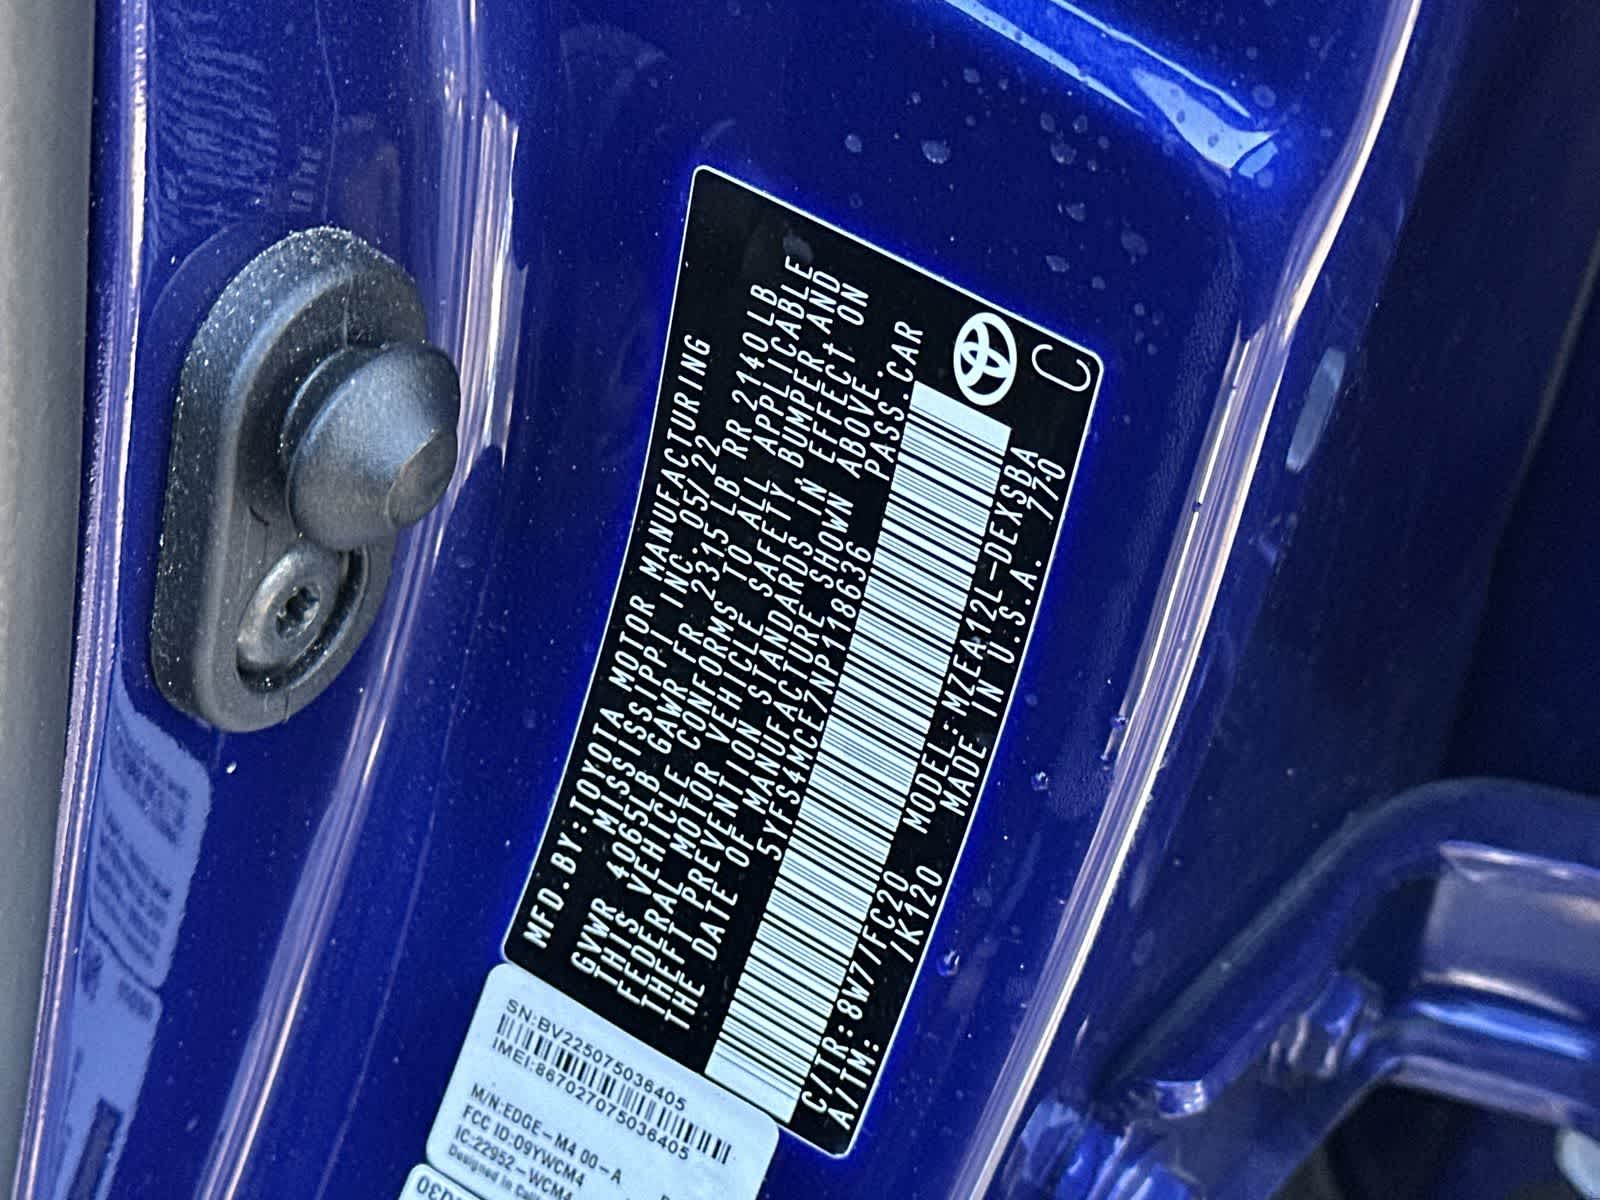 MFD.BY:TOYOTA MOTOR MANUFACTURING
MISSISSIPPI INC. 05/22
GVWR 4065LB GAWR FR 2315 LB RR 2140LB
THIS VEHICLE CONFORMS TO ALL APPLICABLE
FEDERAL MOTOR VEHICLE SAFETY BUMPER,AND
THEFT PREVENTION STANDARDS IN EFFECT ON
THE DATE OF MANUFACTURE SHOWN ABOVE.
5YFS4MCE7NP118636 PASS.CAR
C/TR:8W7/FC20 MODEL:MZEA12L-DEXSBA
A/TM: /K120 MADE IN U.S.A. 770
C
SN:BV225075036405
IMEI:867027075036405
M/N:EDGE-M4 00-A
FCC ID:O9YWCM4
IC:22952-WCM4